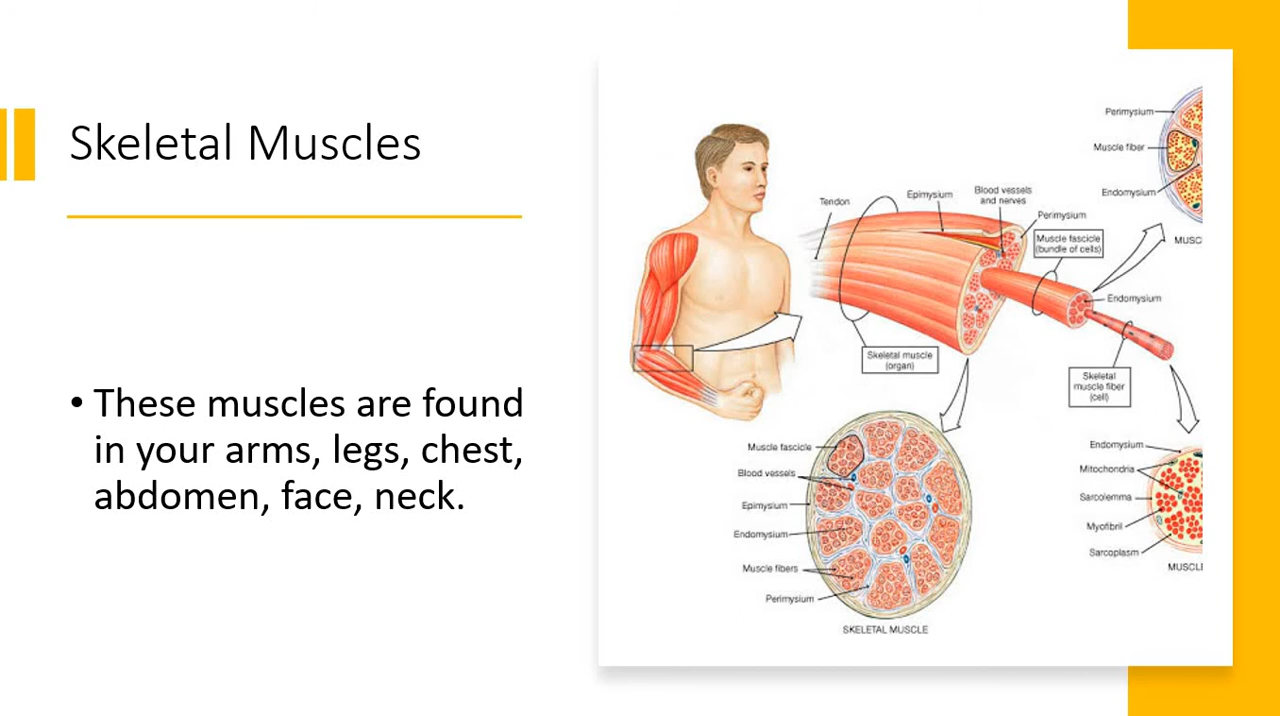 Skeletal Muscles
• These muscles are found
in your arms, legs, chest,
abdomen, face, neck.
Perimysium
Muscle fiber
Endomysium
MUSC
Tendon
Epimysium
Blood vessels
and nerves
Perimysium
Muscle fascicle
(bundle of cells)
Endomysium
Skeletal muscle
(organ)
Skeletal
muscle fiber
(cell)
Muscle fascicle
Blood vessels
Epimysium
Endomysium
Muscle fibers
Perimysium
SKELETAL MUSCLE
Endomysium
Mitochondria
Sarcolemma
Myofibril
Sarcoplasm
MUSCLE